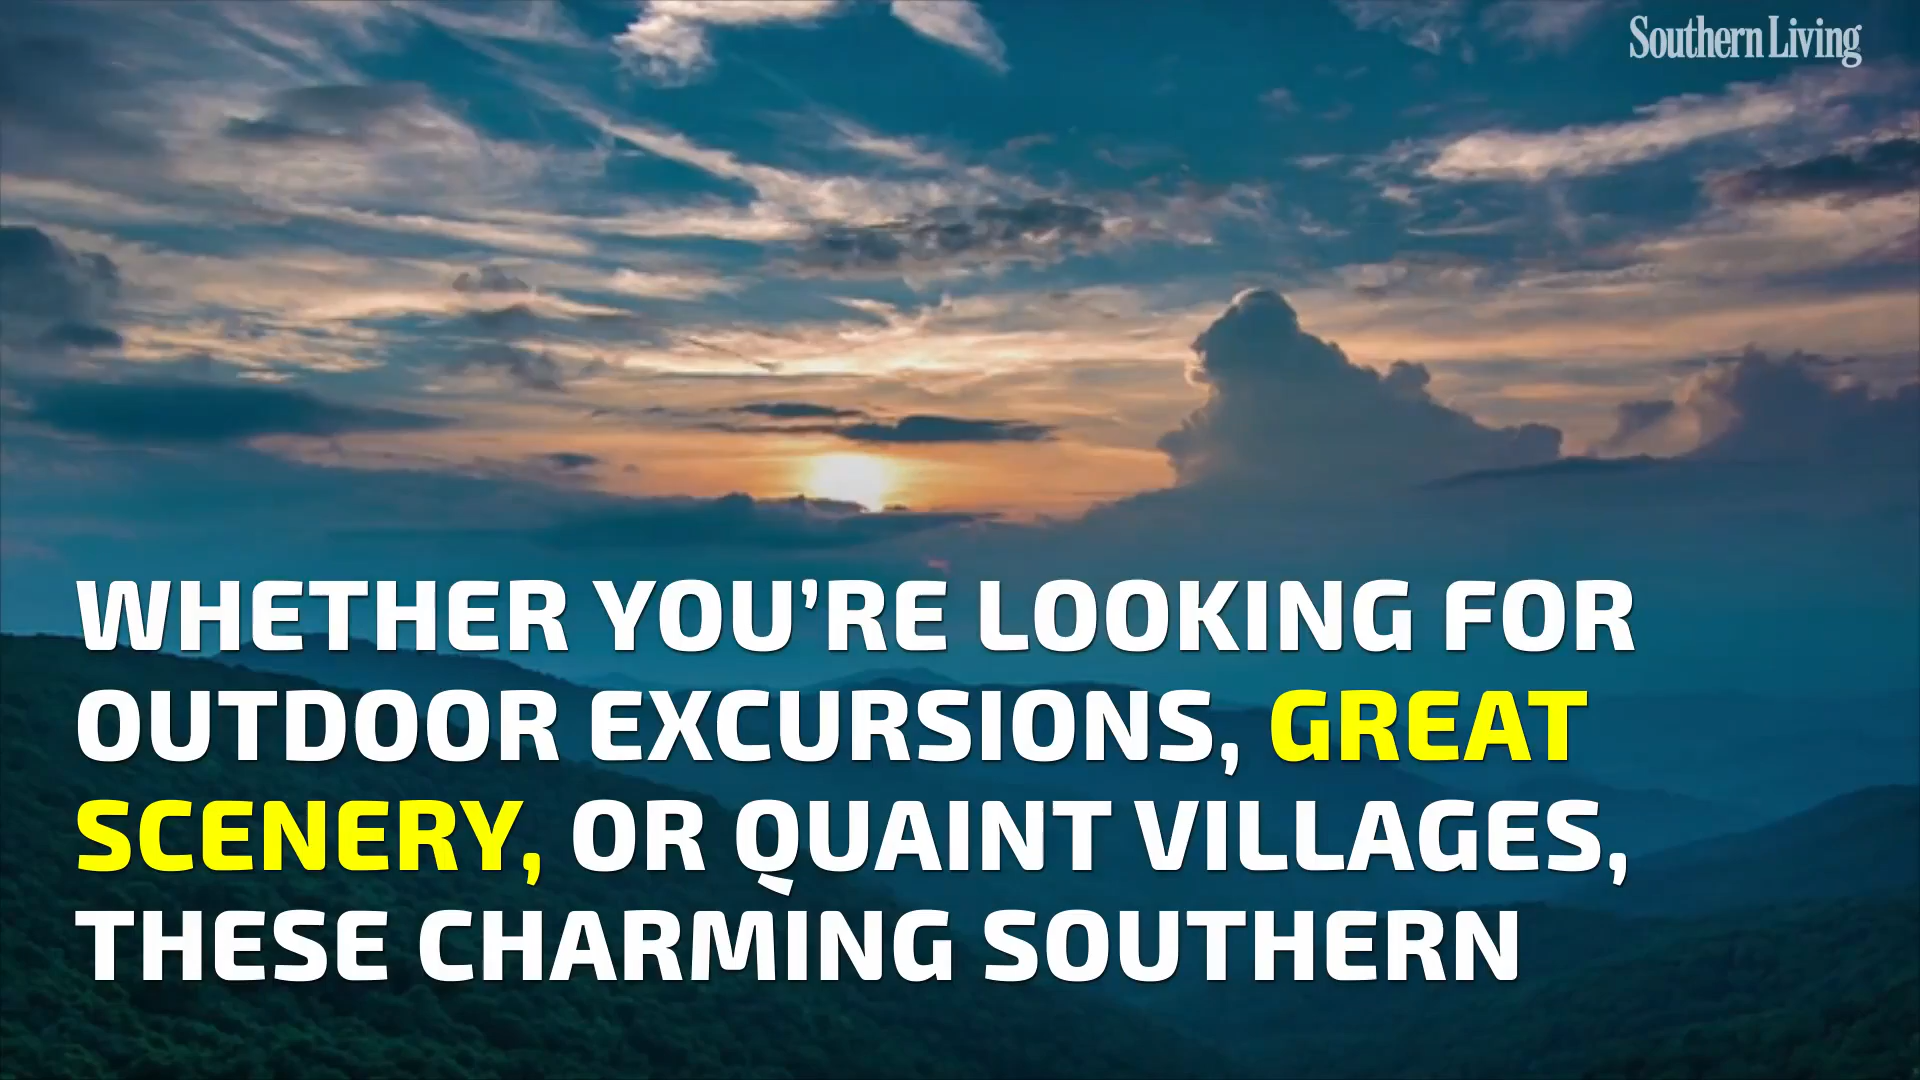 Southern Living
WHETHER YOU’RE LOOKING FOR
OUTDOOR EXCURSIONS, GREAT
SCENERY, OR QUAINT VILLAGES,
THESE CHARMING SOUTHERN